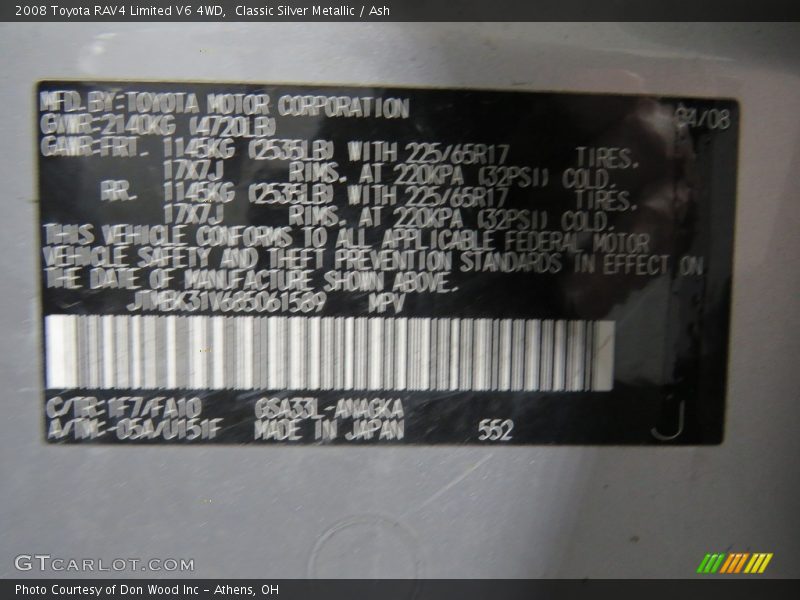 2008 Toyota RAV4 Limited V6 4WD,  Classic Silver Metallic / Ash
MFD. BY: TOYOTA MOTOR CORPORATION 04/08
GVWR-2140KG (4720LB)
GAWR-FRT. 1145KG (2535LB) WITH 225/65R17 TIRES.
17X7J RIMS. AT 220KPA (32PSI) COLD.
RR. 1145KG (2535LB) WITH 225/65R17 TIRES.
17X7J RIMS. AT 220KPA (32PSI) COLD.
THIS VEHICLE CONFORMS TO ALL APPLICABLE FEDERAL MOTOR
VEHICLE SAFETY AND THEFT PREVENTION STANDARDS IN EFFECT ON
THE DATE OF MANUFACTURE SHOWN ABOVE.
MPV
C/TR: 1F7/FA10 GSA33L-ANAGKA
A/TM: -05A/U151F MADE IN JAPAN 552 J
GTCARLOT.COM
Photo Courtesy of Don Wood Inc – Athens, OH